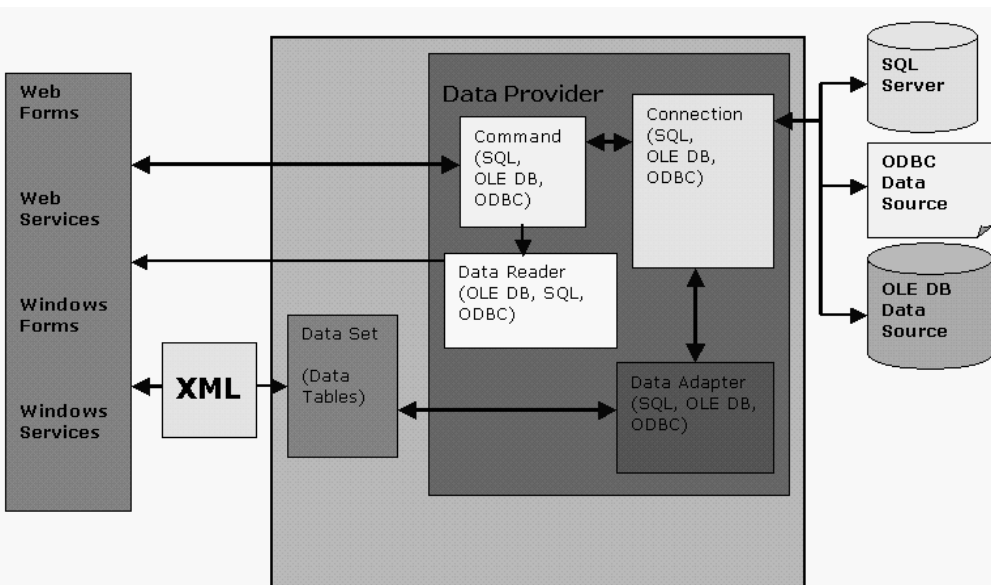 Web
Forms
Web
Services
Windows
Forms
Windows
Services
XML
Data Set
(Data
Tables)
Data Provider
Command
(SQL,
OLE DB,
ODBC)
Connection
(SQL,
OLE DB,
ODBC)
Data Reader
(OLE DB, SQL,
ODBC)
Data Adapter
(SQL, OLE DB,
ODBC)
SQL
Server
ODBC
Data
Source
OLE DB
Data
Source